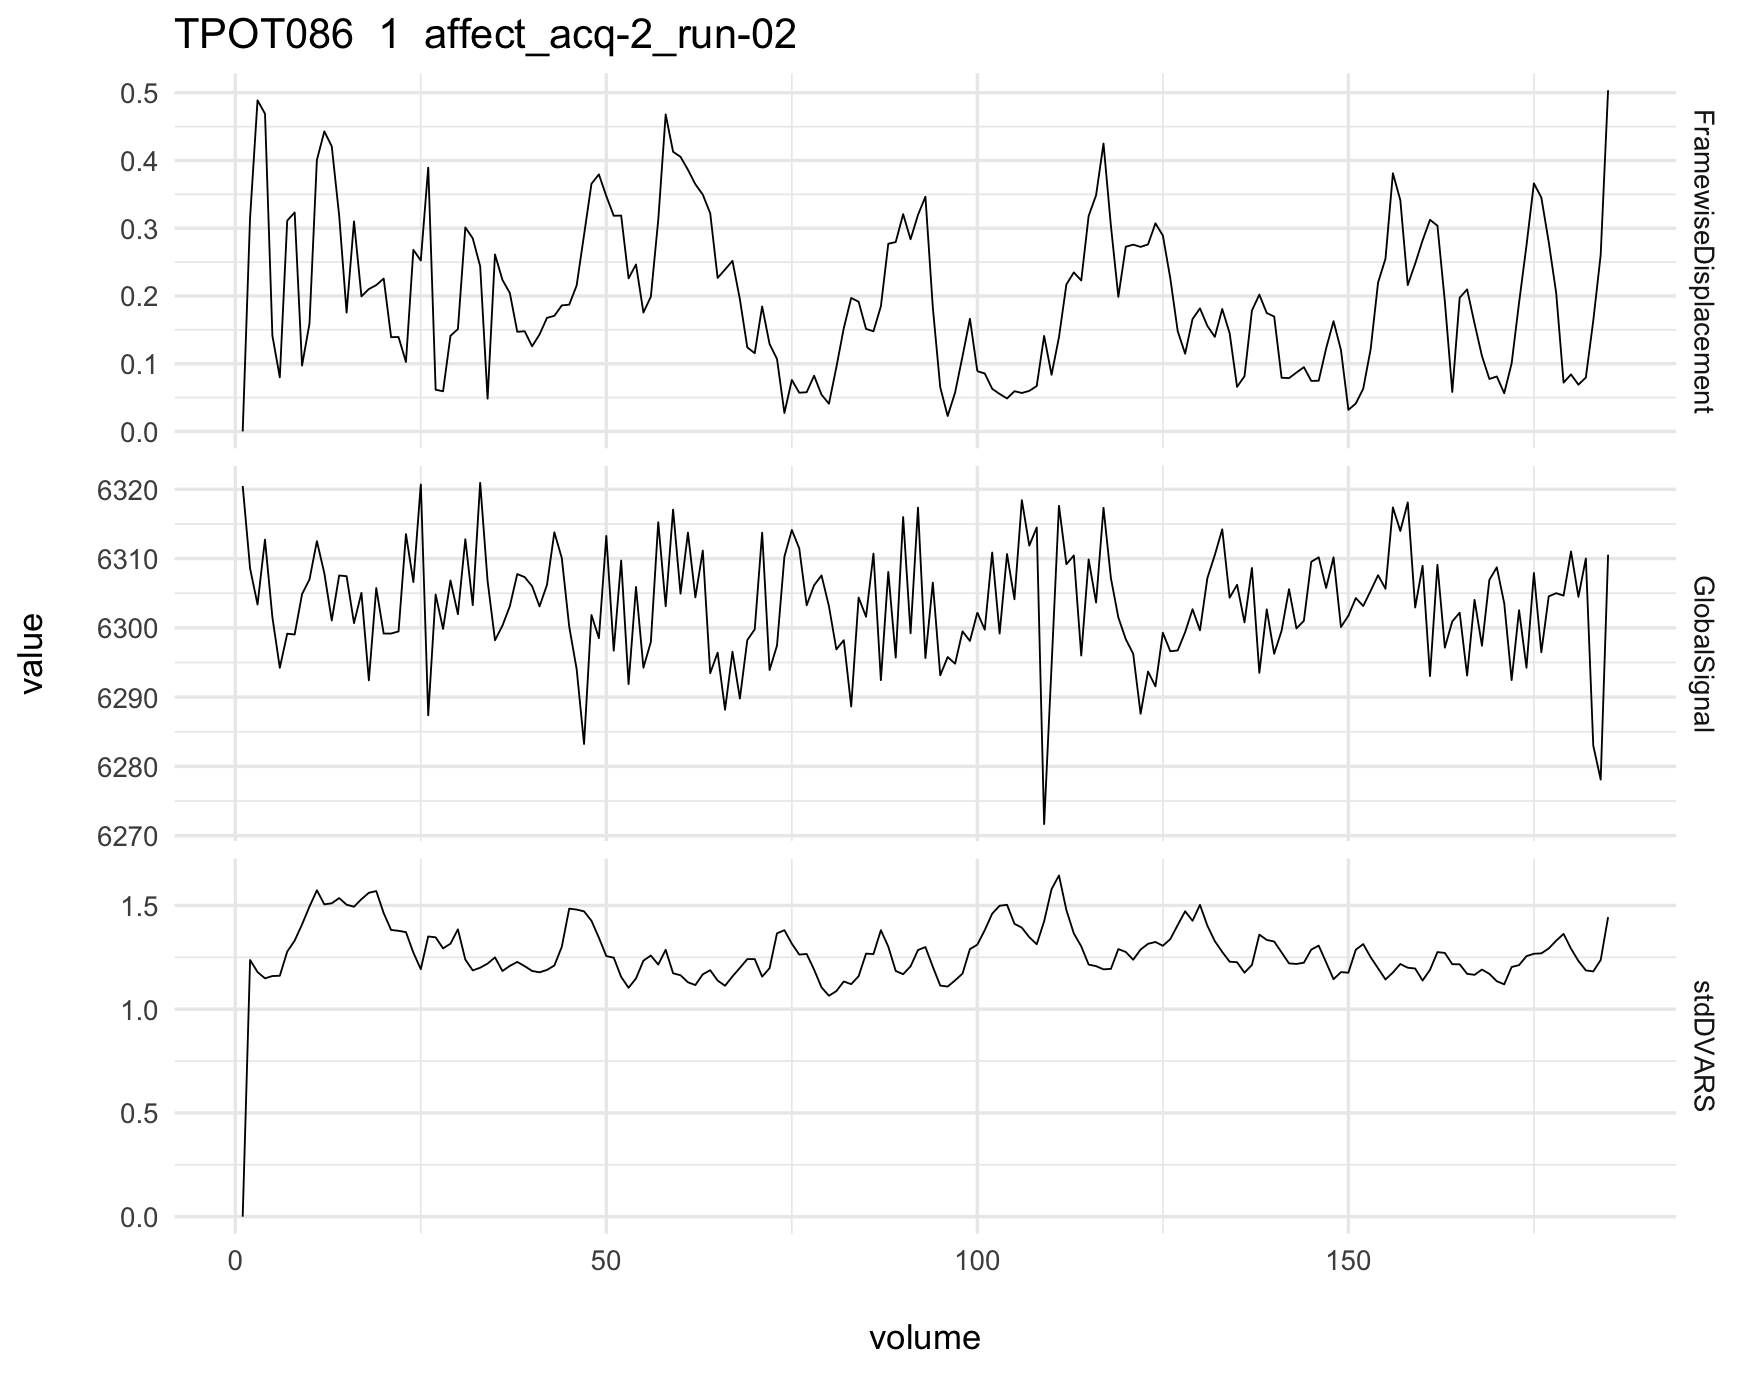 TPOT086  1  affect_acq-2_run-02
0.5
0.4
0.3
0.2
0.1
0.0
FramewiseDisplacement
6320
6310
6300
6290
6280
6270
GlobalSignal
value
1.5
1.0
0.5
0.0
stdDVARS
0 50 100 150
volume